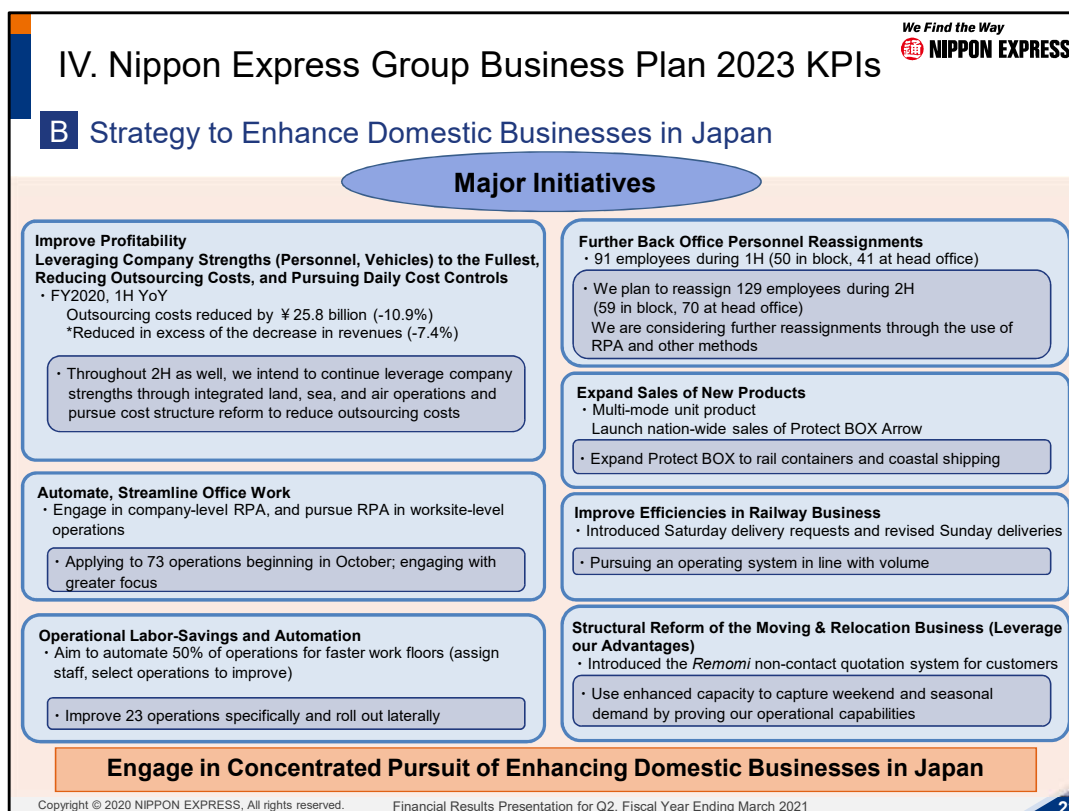 We Find the Way
NIPPON EXPRESS
IV. Nippon Express Group Business Plan 2023 KPIs
B Strategy to Enhance Domestic Businesses in Japan
Major Initiatives
Improve Profitability
Leveraging Company Strengths (Personnel, Vehicles) to the Fullest,
Reducing Outsourcing Costs, and Pursuing Daily Cost Controls
・FY2020, 1H YoY
Outsourcing costs reduced by ¥25.8 billion (-10.9%)
*Reduced in excess of the decrease in revenues (-7.4%)
・Throughout 2H as well, we intend to continue leverage company
strengths through integrated land, sea, and air operations and
pursue cost structure reform to reduce outsourcing costs
Automate, Streamline Office Work
・Engage in company-level RPA, and pursue RPA in worksite-level
operations
・Applying to 73 operations beginning in October; engaging with
greater focus
Operational Labor-Savings and Automation
・Aim to automate 50% of operations for faster work floors (assign
staff, select operations to improve)
・Improve 23 operations specifically and roll out laterally
Further Back Office Personnel Reassignments
・91 employees during 1H (50 in block, 41 at head office)
・We plan to reassign 129 employees during 2H
(59 in block, 70 at head office)
We are considering further reassignments through the use of
RPA and other methods
Expand Sales of New Products
・Multi-mode unit product
Launch nation-wide sales of Protect BOX Arrow
・Expand Protect BOX to rail containers and coastal shipping
Improve Efficiencies in Railway Business
・Introduced Saturday delivery requests and revised Sunday deliveries
・Pursuing an operating system in line with volume
Structural Reform of the Moving & Relocation Business (Leverage
our Advantages)
・Introduced the Remomi non-contact quotation system for customers
・Use enhanced capacity to capture weekend and seasonal
demand by proving our operational capabilities
Engage in Concentrated Pursuit of Enhancing Domestic Businesses in Japan
Copyright © 2020 NIPPON EXPRESS, All rights reserved.
Financial Results Presentation for Q2, Fiscal Year Ending March 2021